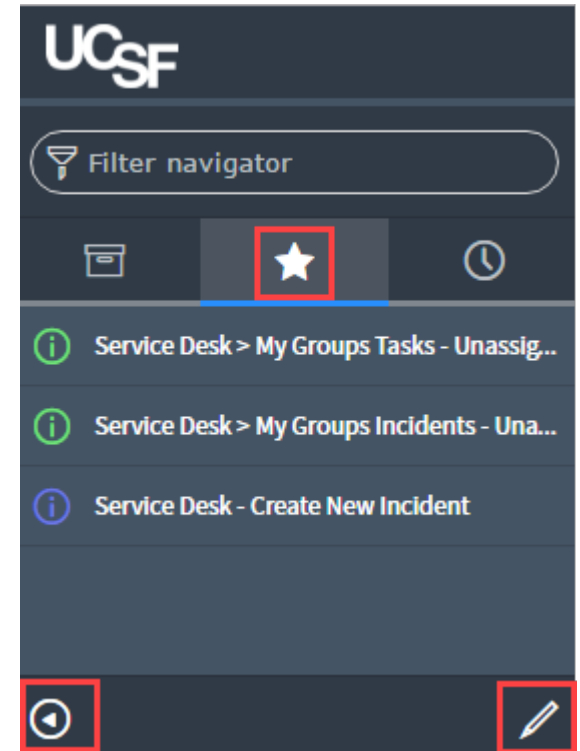 UCSF
Filter navigator
Service Desk > My Groups Tasks - Unassig...
Service Desk > My Groups Incidents - Una...
Service Desk - Create New Incident